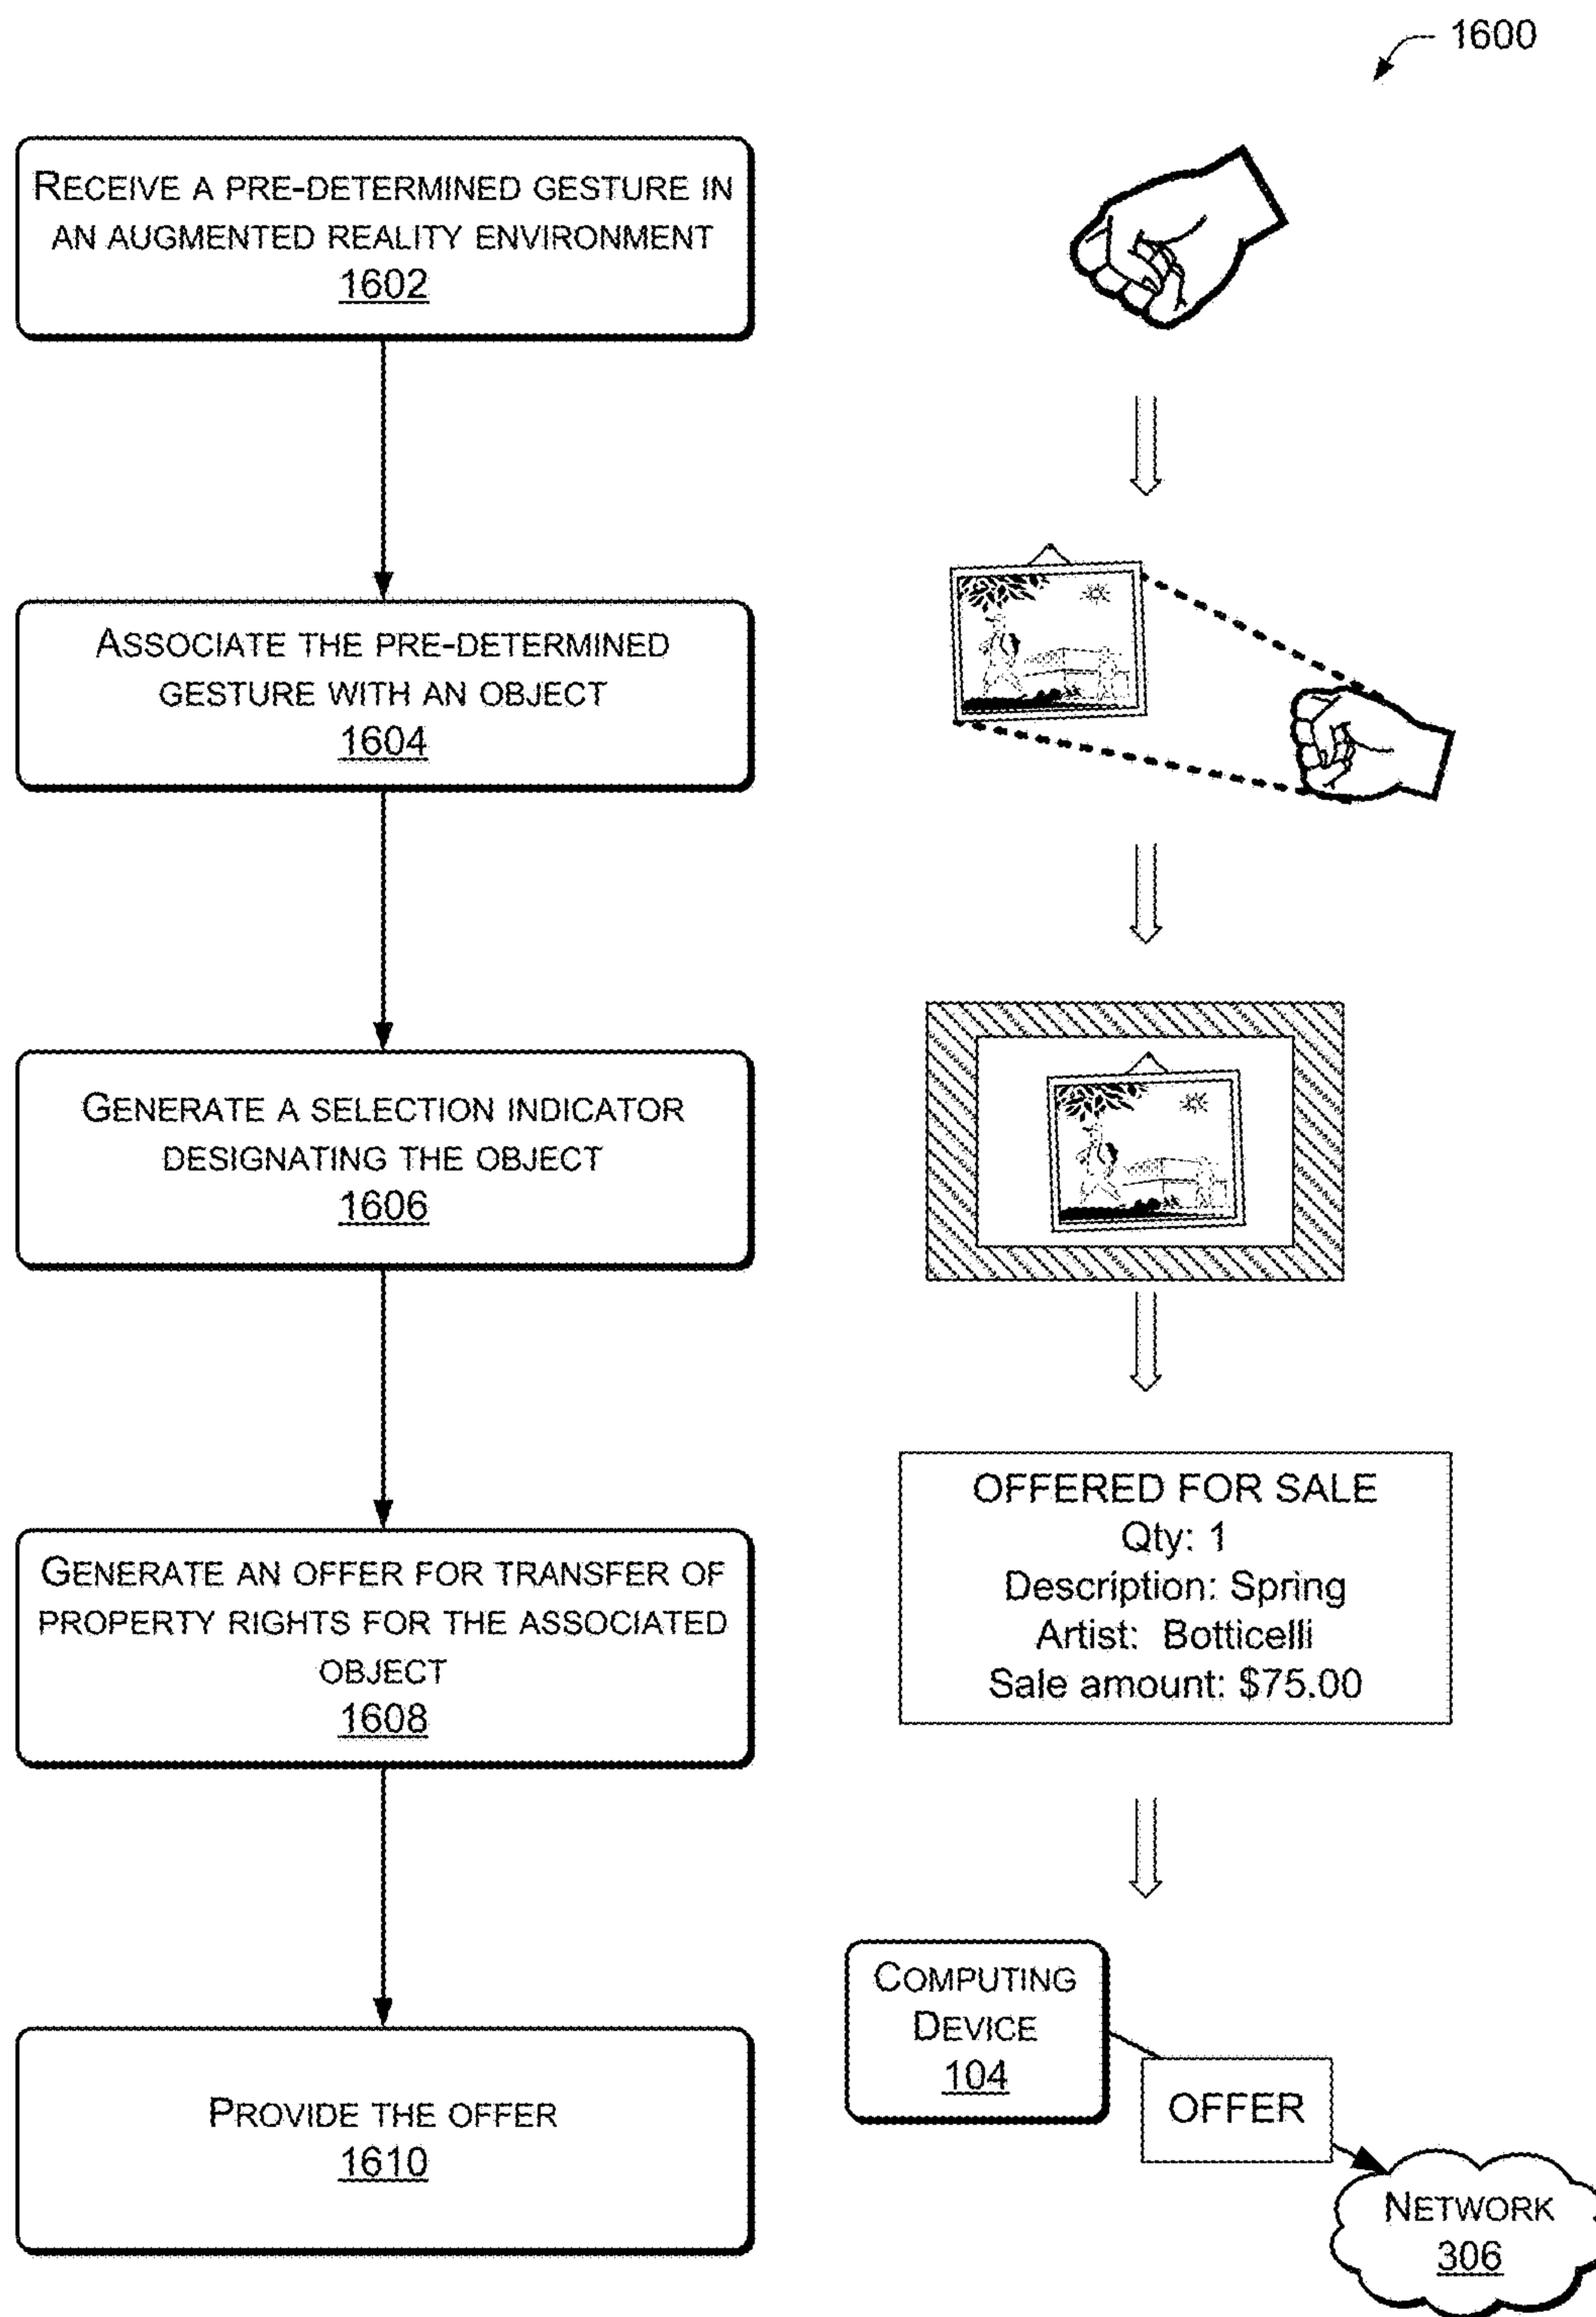 1600
RECEIVE A PRE-DETERMINED GESTURE IN
AN AUGMENTED REALITY ENVIRONMENT
1602
ASSOCIATE THE PRE-DETERMINED
GESTURE WITH AN OBJECT
1604
GENERATE A SELECTION INDICATOR
DESIGNATING THE OBJECT
1606
GENERATE AN OFFER FOR TRANSFER OF
PROPERTY RIGHTS FOR THE ASSOCIATED
OBJECT
1608
OFFERED FOR SALE
Qty: 1
Description: Spring
Artist: Botticelli
Sale amount: $75.00
PROVIDE THE OFFER
1610
COMPUTING
DEVICE
104
OFFER
NETWORK
306